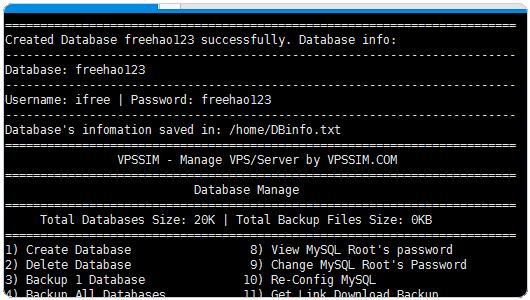 Created Database freehao123 successfully. Database info:
Database: freehao123
Username: ifree | Password: freehao123
Database's infomation saved in: /home/DBinfo.txt
VPSSIM - Manage VPS/Server by VPSSIM.COM
Database Manage
Total Databases Size: 20K | Total Backup Files Size: 0KB
1) Create Database 8) View MySQL Root's password
2) Delete Database 9) Change MySQL Root's Password
3) Backup 1 Database 10) Re-Config MySQL
4) Backup All Databases 11) Get Link Download Backup